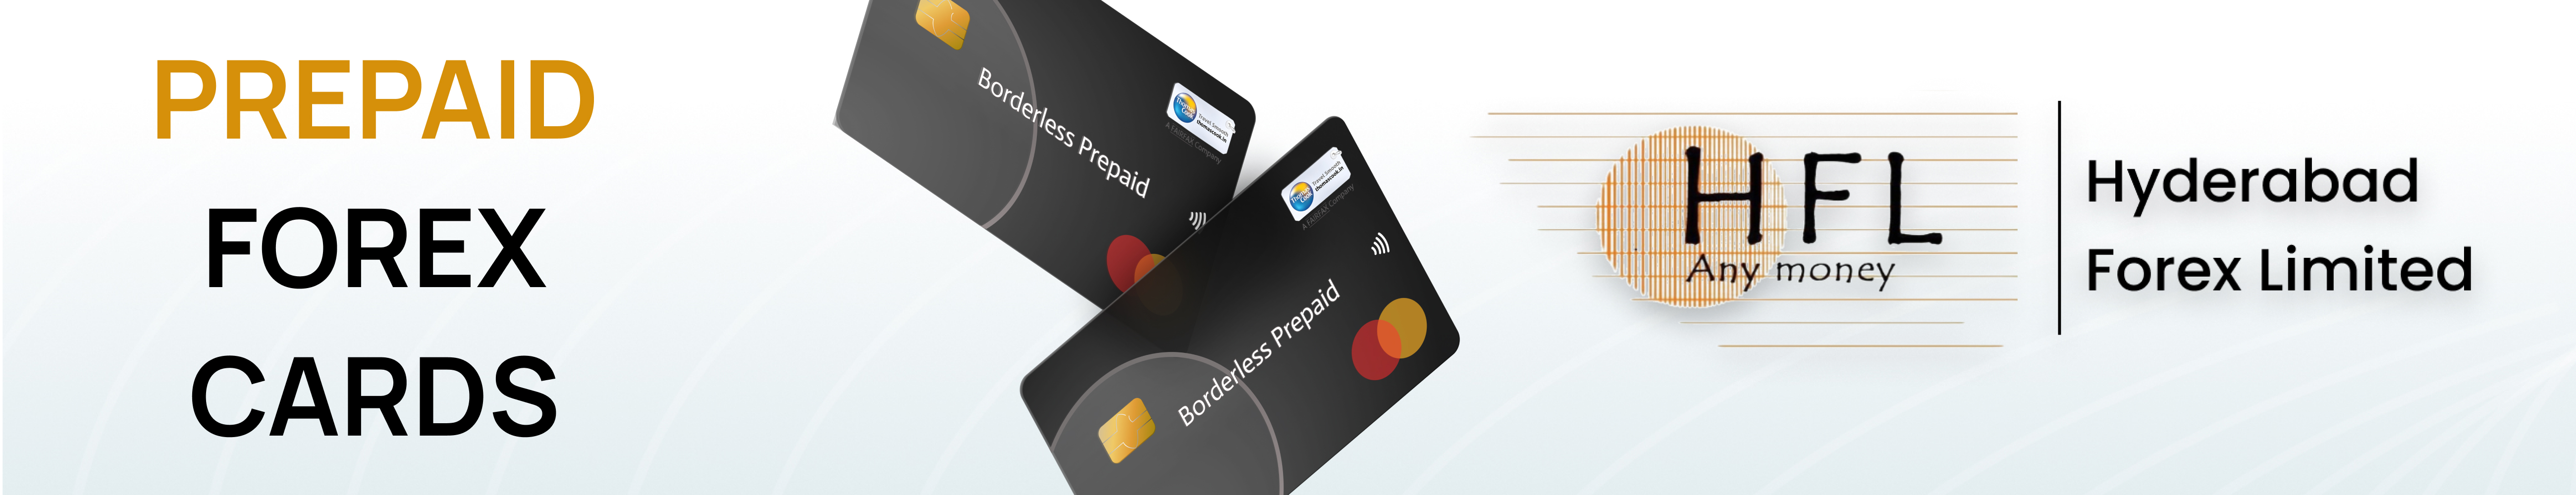 PREPAID
FOREX
CARDS
Borderless Prepaid
Thomas
Cook
Travel Smooth
thomascook.in
A FAIRFAX Company
Borderless Prepaid
Thomas
Cook
Travel Smooth
thomascook.in
A FAIRFAX Company
HFL
Any money
Hyderabad
Forex Limited